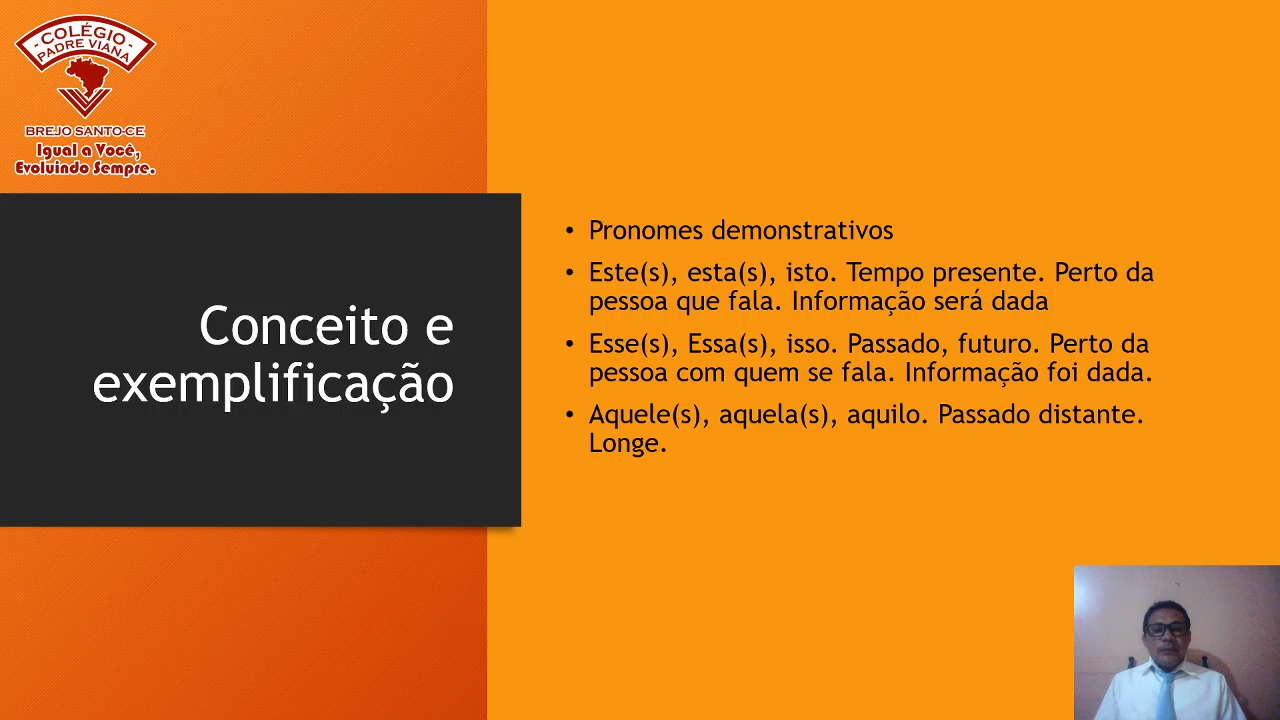 COLÉGIO
PADRE VIANA
BREJO SANTO-CE
Igual a Você,
Evoluindo Sempre.
Conceito e
exemplificação
• Pronomes demonstrativos
• Este(s), esta(s), isto. Tempo presente. Perto da
pessoa que fala. Informação será dada
• Esse(s), Essa(s), isso. Passado, futuro. Perto da
pessoa com quem se fala. Informação foi dada.
• Aquele(s), aquela(s), aquilo. Passado distante.
Longe.